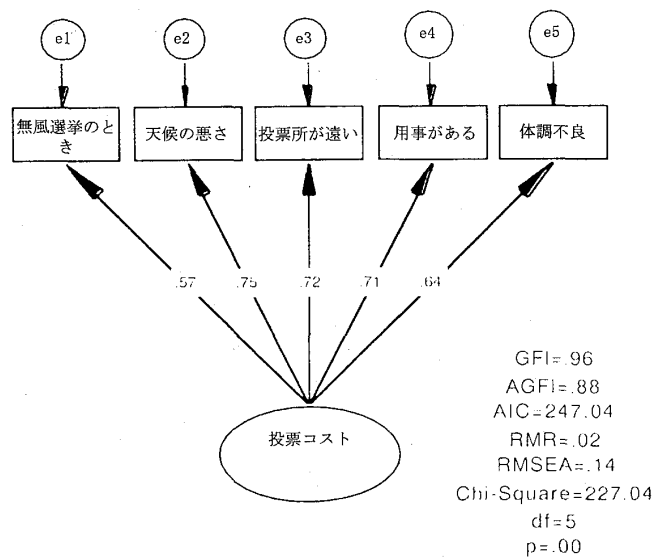 e1
e2
e3
e4
e5
無風選挙のと
き
天候の悪さ
投票所が遠い
用事がある
体調不良
.57
.75
.72
.71
.64
投票コスト
GFI=.96
AGFI=.88
AIC=247.04
RMR=.02
RMSEA=.14
Chi-Square=227.04
df=5
p=.00